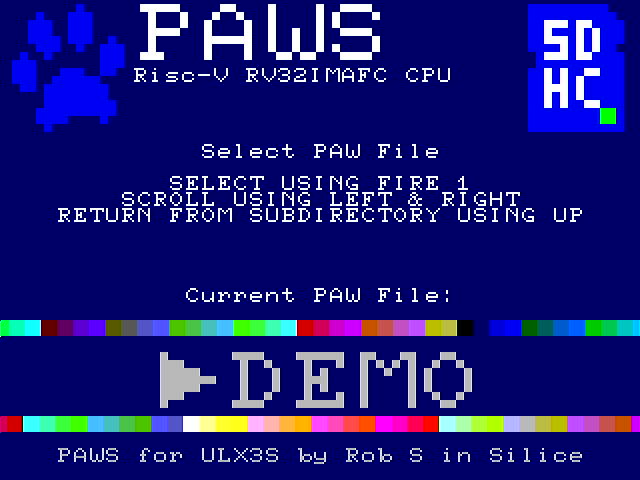 PAWS
Risc-V RV32IMAFC CPU
SD
HC
Select PAW File
SELECT USING FIRE 1
SCROLL USING LEFT & RIGHT
RETURN FROM SUBDIRECTORY USING UP
Current PAW File:
DEMO
PAWS for ULX3S by Rob S in Silice